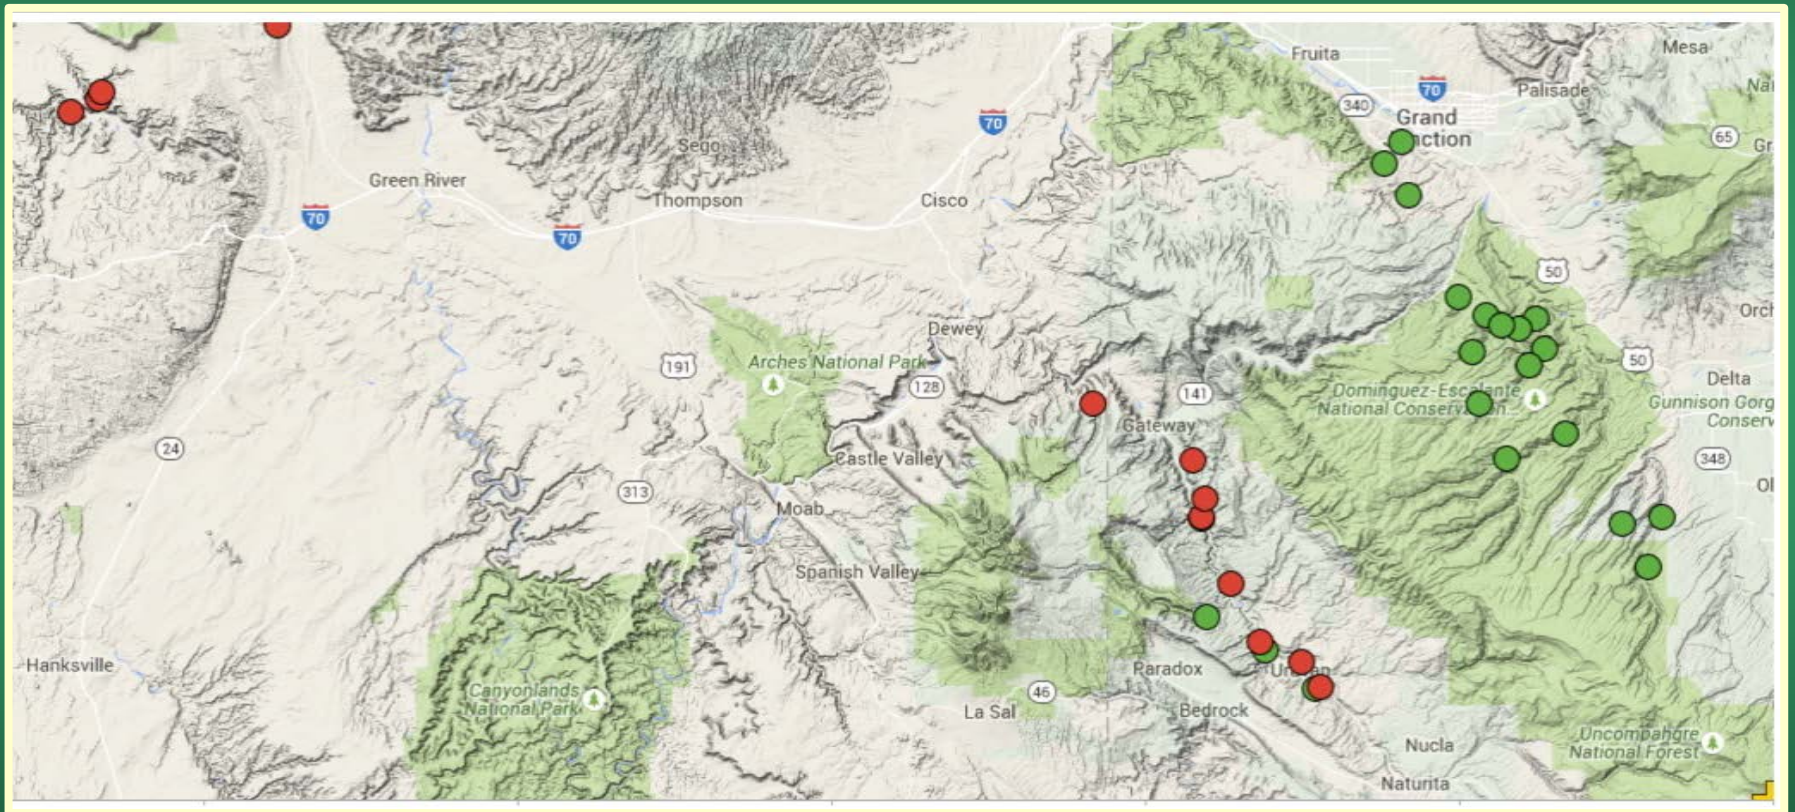 Fruita
Mesa
70
Palisade
340
Grand
nction
65
70
Sego
Green River
Thompson
Cisco
70
70
50
Dewey
Arches National Park
191
128
50
Delta
Dominguez-Escalante
National Conserv
141
Gunnison Gorg
Conserv
Gateway
24
Castle Valley
348
313
Moab
Spanish Valley
Hanksville
Paradox
Canyonlands
National Park
46
La Sal
Bedrock
Uncompahgre
National Forest
Nucla
Naturita